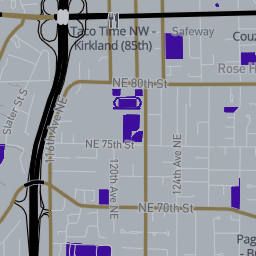 Taco Time NW -
Kirkland (85th)
Safeway
Couz
Rose H
NE 80th St
Slater St S
116th Ave NE
NE 75th St
120th Ave NE
124th Ave NE
NE 70th St
Pag
- B